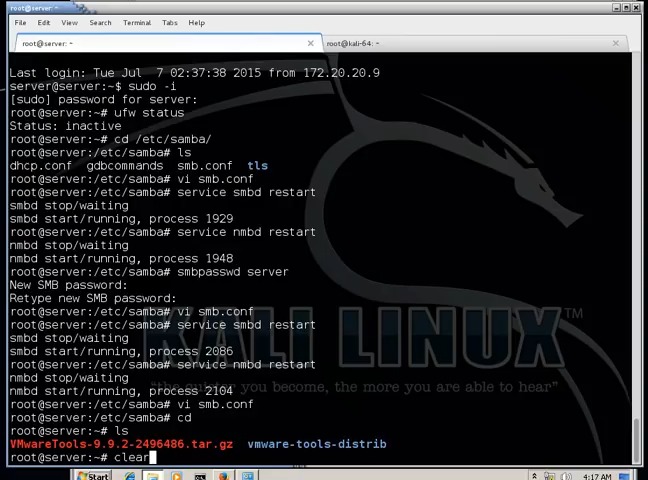 root@server: ~
File Edit View Search Terminal Tabs Help
root@server: ~ × root@kali-64: ~ ×
Last login: Tue Jul  7 02:37:38 2015 from 172.20.20.9
server@server:~$ sudo -i
[sudo] password for server:
root@server:~# ufw status
Status: inactive
root@server:~# cd /etc/samba/
root@server:/etc/samba# ls
dhcp.conf  gdbcommands  smb.conf  tls
root@server:/etc/samba# vi smb.conf
root@server:/etc/samba# service smbd restart
smbd stop/waiting
smbd start/running, process 1929
root@server:/etc/samba# service nmbd restart
nmbd stop/waiting
nmbd start/running, process 1948
root@server:/etc/samba# smbpasswd server
New SMB password:
Retype new SMB password:
root@server:/etc/samba# vi smb.conf
root@server:/etc/samba# service smbd restart
smbd stop/waiting
smbd start/running, process 2086
root@server:/etc/samba# service nmbd restart
nmbd stop/waiting
nmbd start/running, process 2104
root@server:/etc/samba# vi smb.conf
root@server:/etc/samba# cd
root@server:~# ls
VMwareTools-9.9.2-2496486.tar.gz  vmware-tools-distrib
root@server:~# clear
KALI LINUX™
"the quieter you become, the more you are able to hear"
Start 4:17 AM